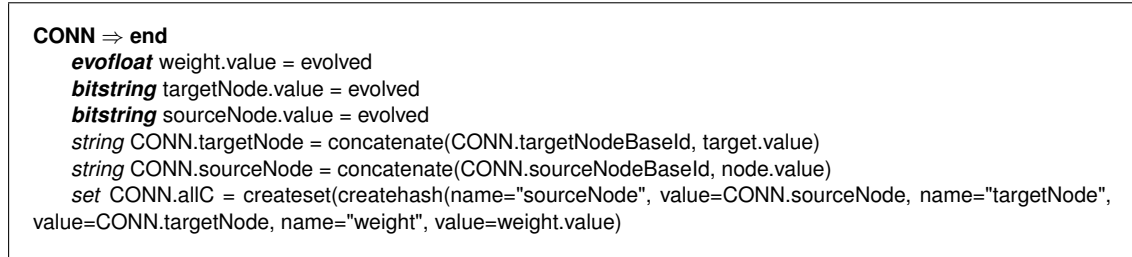 CONN ⇒ end
evofloat weight.value = evolved
bitstring targetNode.value = evolved
bitstring sourceNode.value = evolved
string CONN.targetNode = concatenate(CONN.targetNodeBaseId, target.value)
string CONN.sourceNode = concatenate(CONN.sourceNodeBaseId, node.value)
set CONN.allC = createset(createhash(name="sourceNode", value=CONN.sourceNode, name="targetNode",
value=CONN.targetNode, name="weight", value=weight.value)